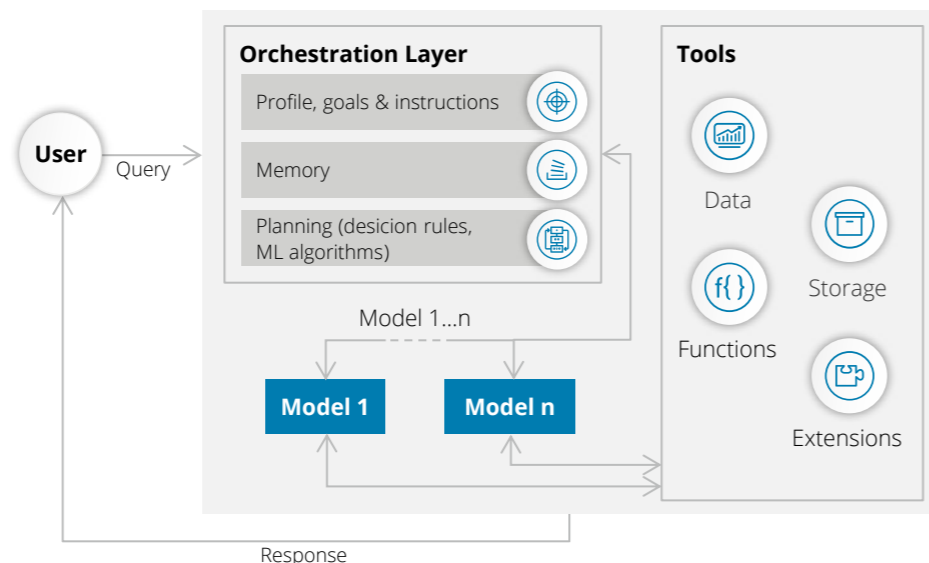 Orchestration Layer
Profile, goals & instructions
Memory
Planning (desicion rules,
ML algorithms)
User
Query
Model 1...n
Model 1
Model n
Tools
Data
Storage
f{}
Functions
Extensions
Response